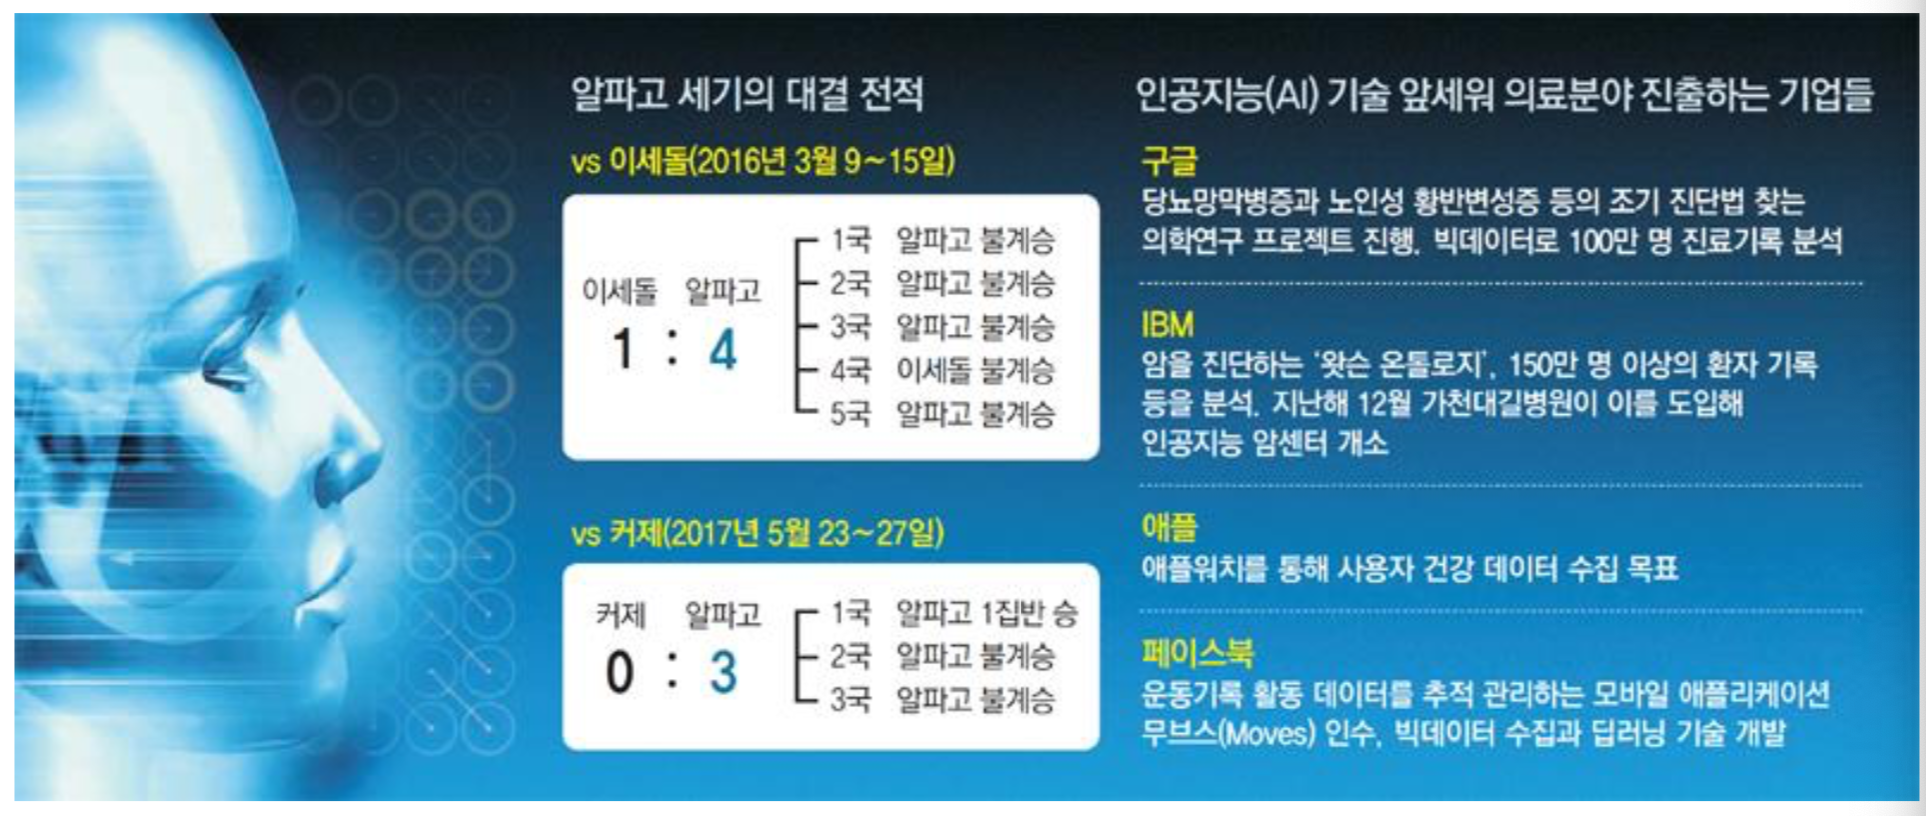 알파고 세기의 대결 전적
vs 이세돌(2016년 3월 9~15일)
이세돌 알파고
1 : 4
1국 알파고 불계승
2국 알파고 불계승
3국 알파고 불계승
4국 이세돌 불계승
5국 알파고 불계승
vs 커제(2017년 5월 23~27일)
커제 알파고
0 : 3
1국 알파고 1집반 승
2국 알파고 불계승
3국 알파고 불계승
인공지능(AI) 기술 앞세워 의료분야 진출하는 기업들
구글
당뇨망막병증과 노인성 황반변성증 등의 조기 진단법 찾는
의학연구 프로젝트 진행. 빅데이터로 100만 명 진료기록 분석
IBM
암을 진단하는 ‘왓슨 온톨로지’. 150만 명 이상의 환자 기록
등을 분석. 지난해 12월 가천대길병원이 이를 도입해
인공지능 암센터 개소
애플
애플워치를 통해 사용자 건강 데이터 수집 목표
페이스북
운동기록 활동 데이터를 추적 관리하는 모바일 애플리케이션
무브스(Moves) 인수. 빅데이터 수집과 딥러닝 기술 개발